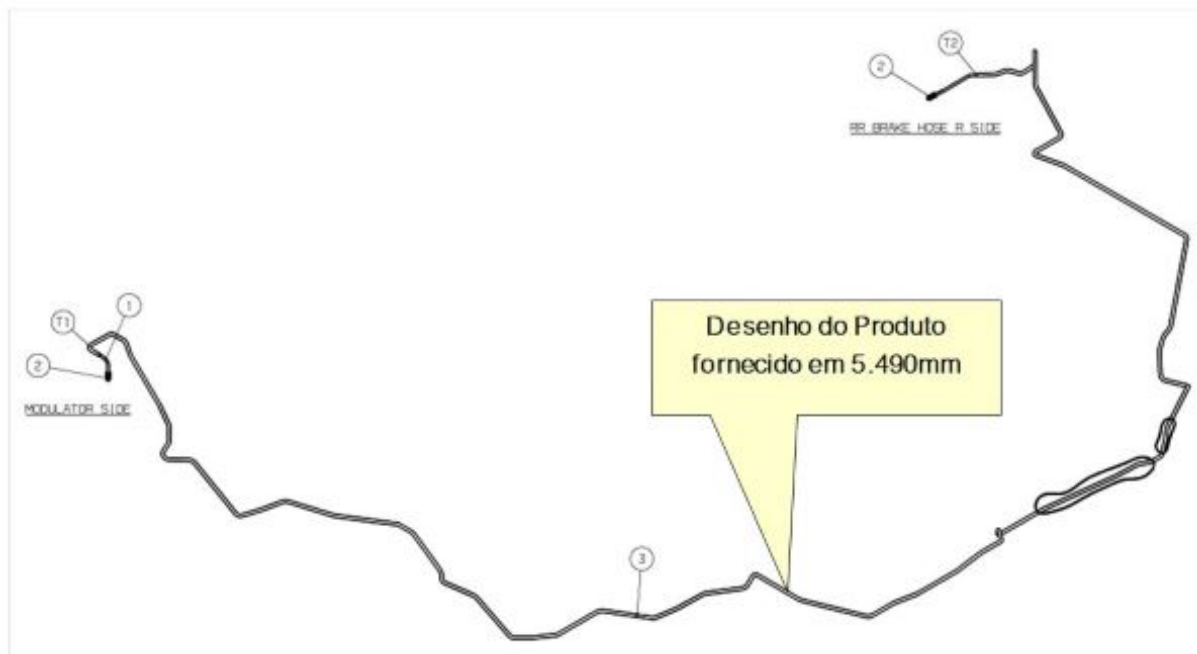 T2
2
RR BRAKE HOSE R SIDE
1
T1
2
MODULATOR SIDE
Desenho do Produto
fornecido em 5.490mm
3